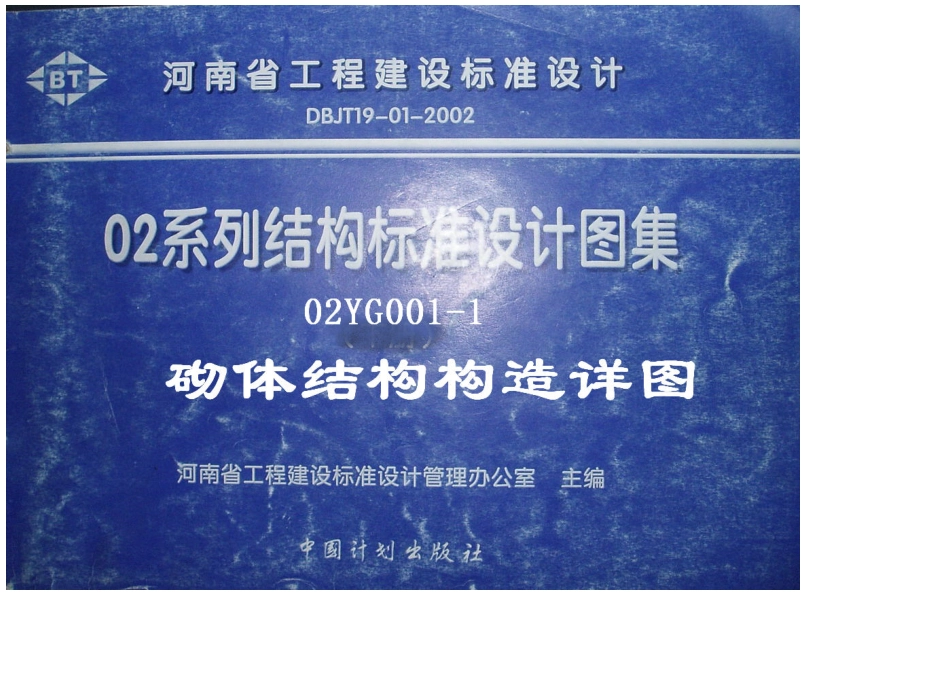 BT
河南省工程建设标准设计
DBJT19-01-2002
02系列结构标准设计图集
02YG001-1
砌体结构构造详图
河南省工程建设标准设计管理办公室 主编
中国计划出版社